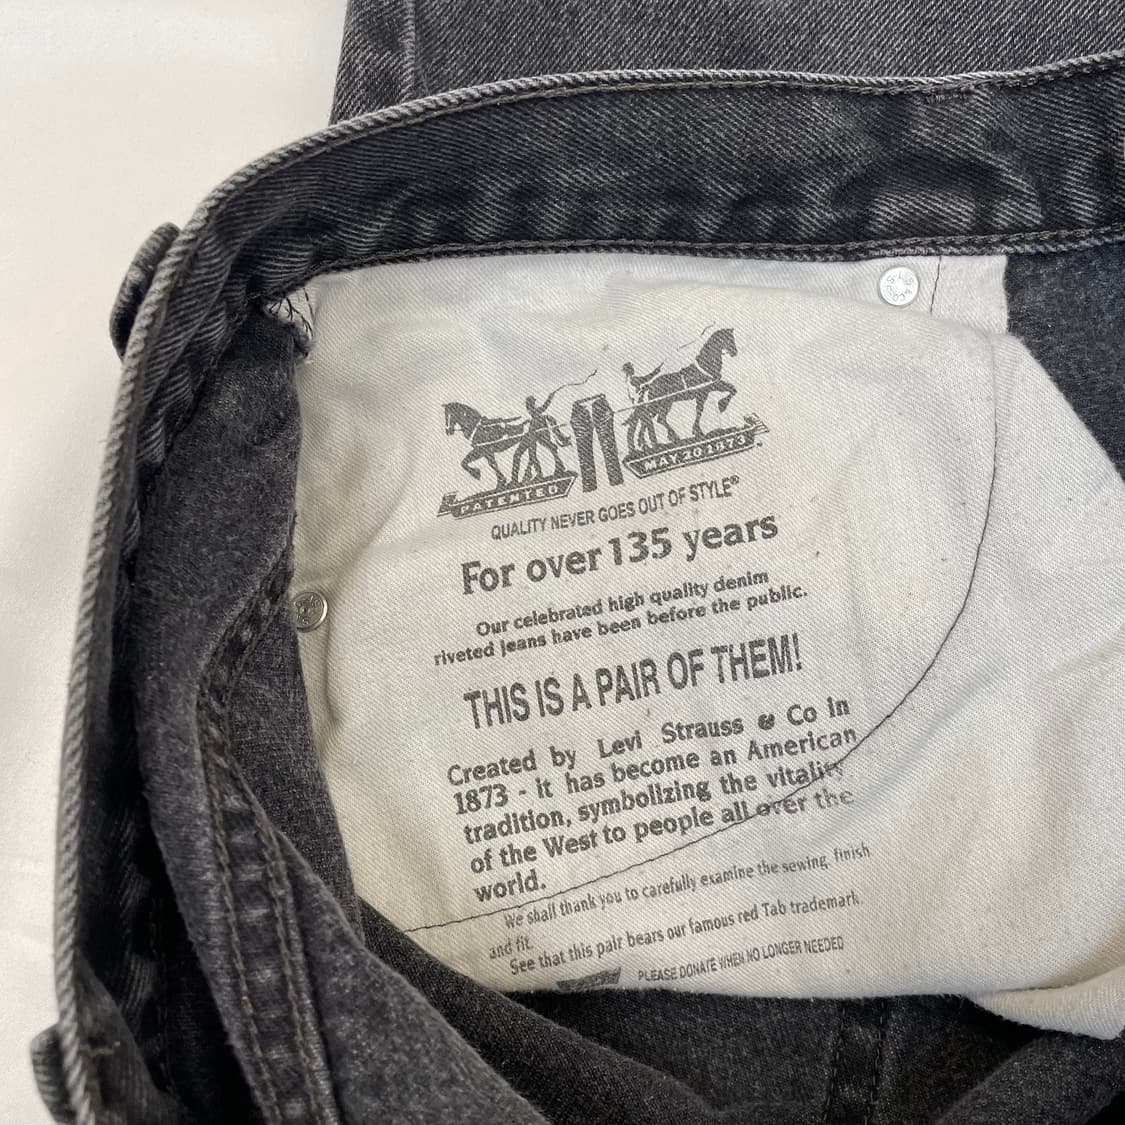 PATENTED
MAY 20 1873
QUALITY NEVER GOES OUT OF STYLE®
For over 135 years
Our celebrated high quality denim
riveted jeans have been before the public.
THIS IS A PAIR OF THEM!
Created by Levi Strauss & Co in
1873 - it has become an American
tradition, symbolizing the vitality
of the West to people all over the
world.
We shall thank you to carefully examine the sewing, finish
and fit.
See that this pair bears our famous red Tab trademark.
PLEASE DONATE WHEN NO LONGER NEEDED